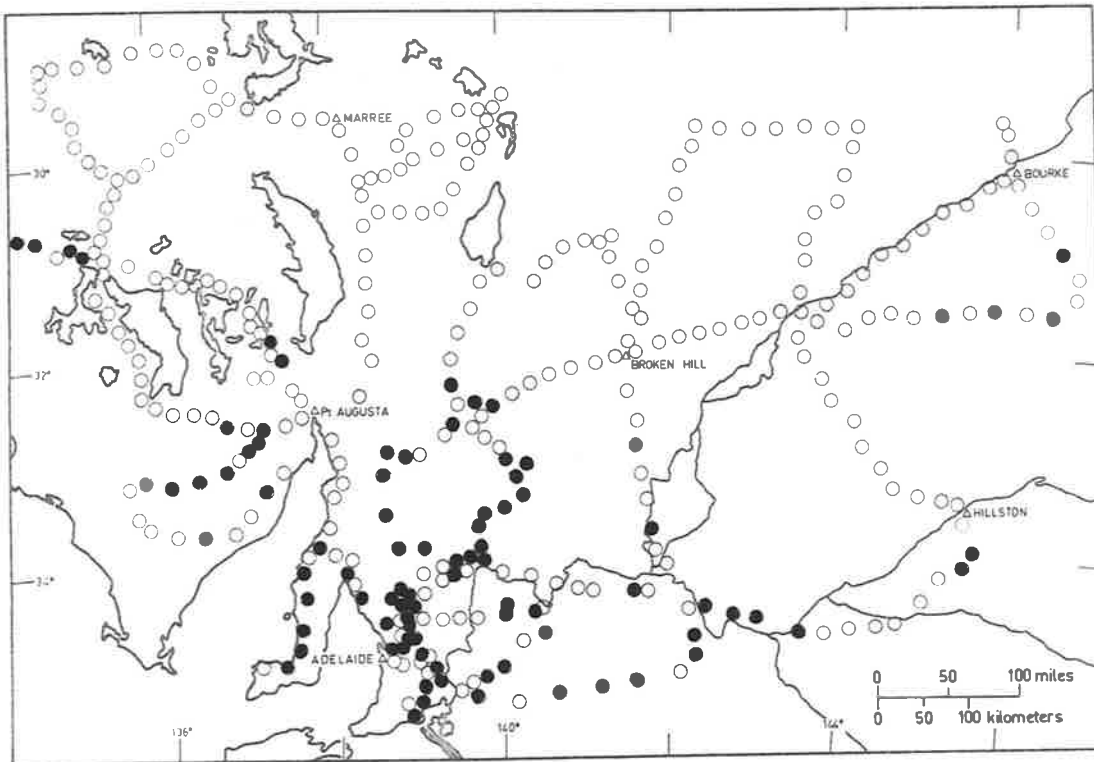 MARREE
30°
BOURKE
32°
BROKEN HILL
Pt AUGUSTA
HILLSTON
34°
ADELAIDE
0 50 100 miles
0 50 100 kilometers
136°
140°
144°